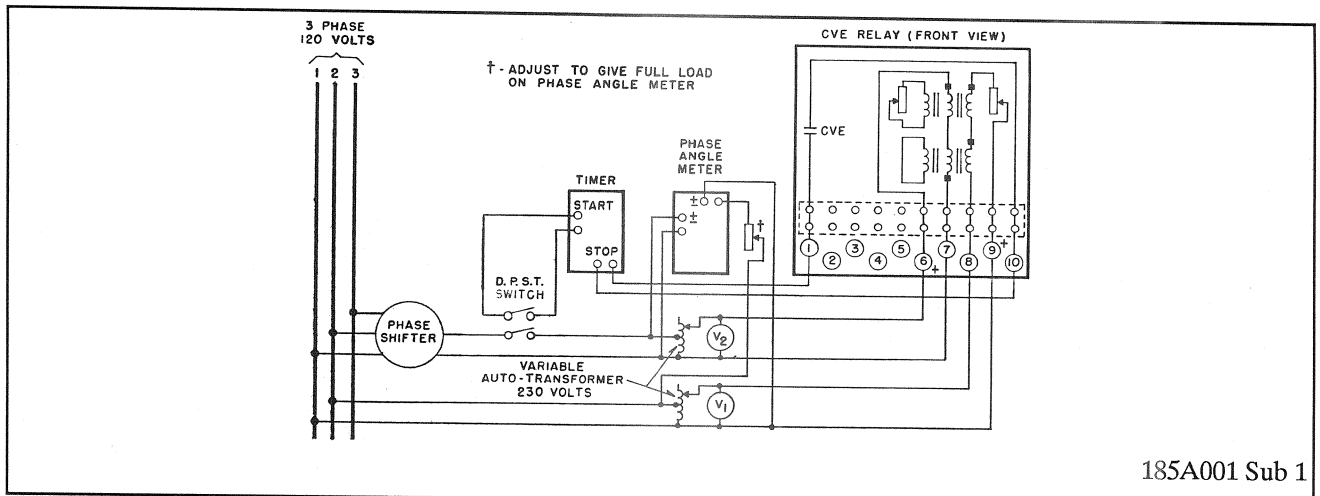 3 PHASE
120 VOLTS
1 2 3
† - ADJUST TO GIVE FULL LOAD
ON PHASE ANGLE METER
CVE RELAY (FRONT VIEW)
CVE
PHASE
ANGLE
METER
± 
±
†
TIMER
START
STOP
D. P. S. T.
SWITCH
PHASE
SHIFTER
VARIABLE
AUTO-TRANSFORMER
230 VOLTS
V2
V1
1 2 3 4 5 6 + 7 8 9 + 10
185A001 Sub 1